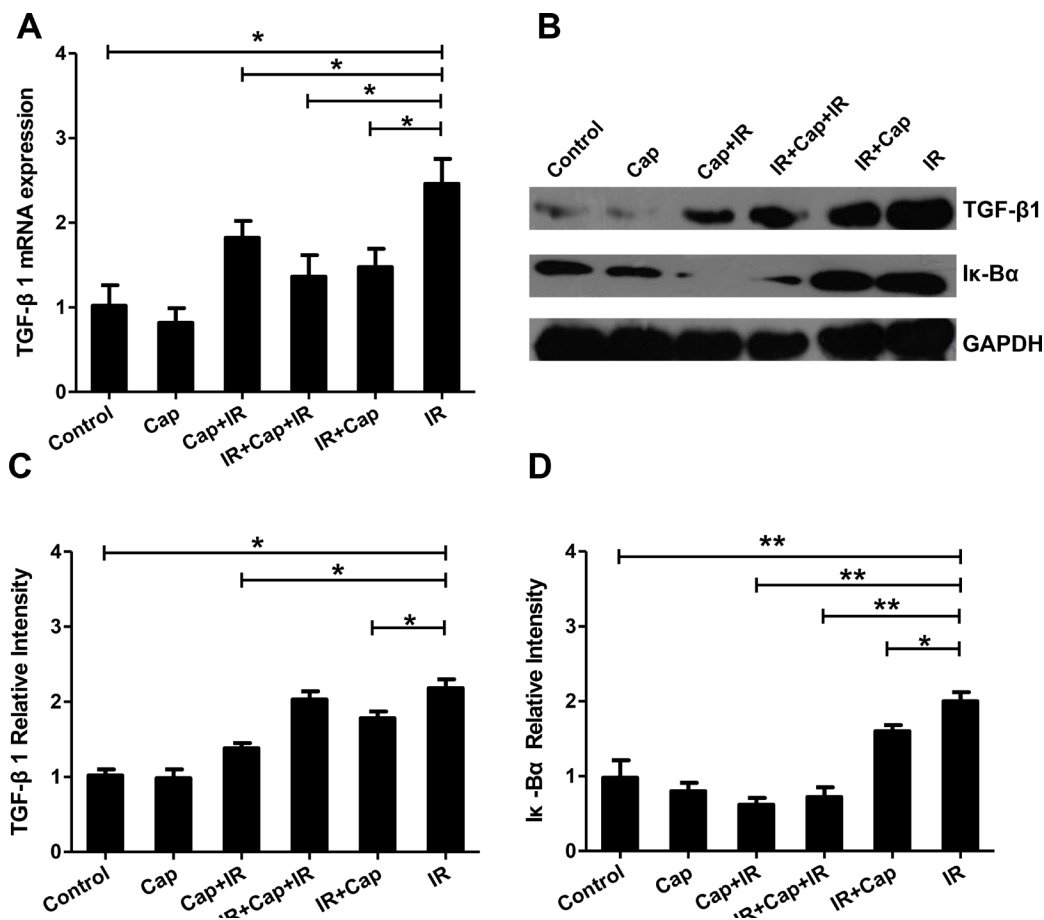 A
*
*
*
*
4
3
2
1
0
TGF-β 1 mRNA expression
Control
Cap
Cap+IR
IR+Cap+IR
IR+Cap
IR
B
Control
Cap
Cap+IR
IR+Cap+IR
IR+Cap
IR
TGF-β1
Iκ-Bα
GAPDH
C
*
*
*
4
3
2
1
0
TGF-β 1 Relative Intensity
Control
Cap
Cap+IR
IR+Cap+IR
IR+Cap
IR
D
**
**
**
*
4
3
2
1
0
Iκ -Bα Relative Intensity
Control
Cap
Cap+IR
IR+Cap+IR
IR+Cap
IR